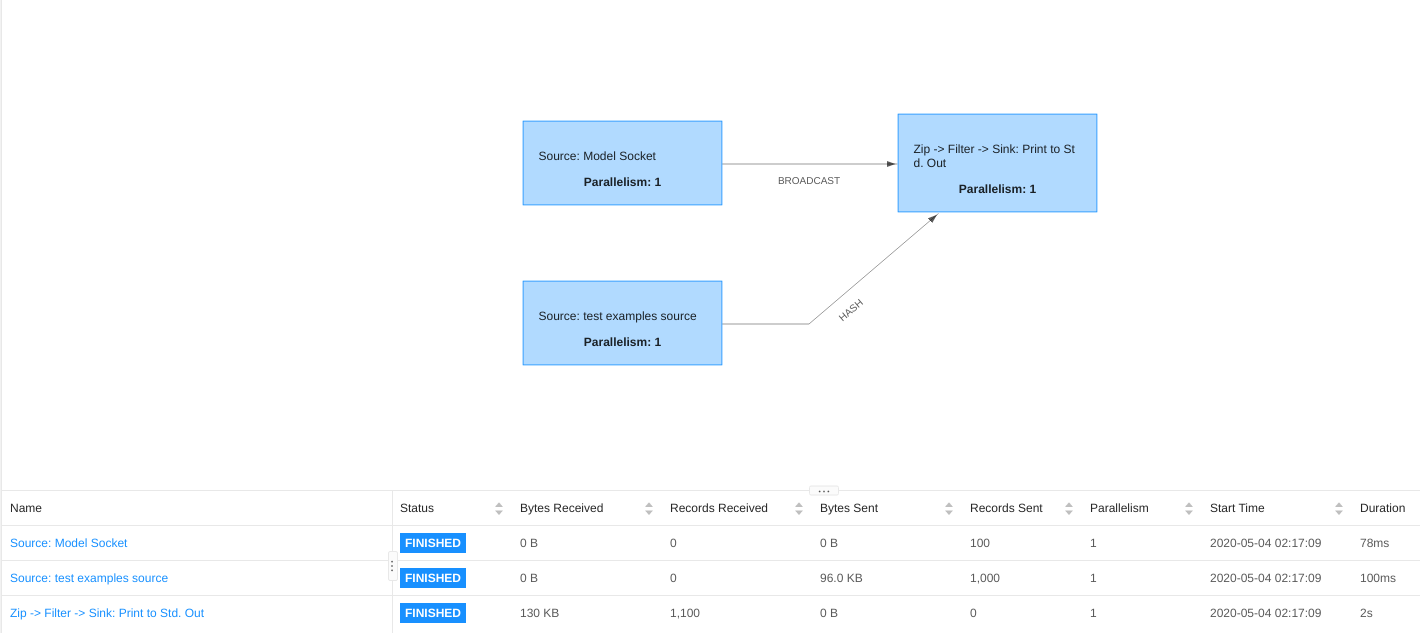 Source: Model Socket
Parallelism: 1
BROADCAST
Zip -> Filter -> Sink: Print to St
d. Out
Parallelism: 1
Source: test examples source
Parallelism: 1
HASH
Name Status Bytes Received Records Received Bytes Sent Records Sent Parallelism Start Time Duration
Source: Model Socket FINISHED 0 B 0 0 B 100 1 2020-05-04 02:17:09 78ms
Source: test examples source FINISHED 0 B 0 96.0 KB 1,000 1 2020-05-04 02:17:09 100ms
Zip -> Filter -> Sink: Print to Std. Out FINISHED 130 KB 1,100 0 B 0 1 2020-05-04 02:17:09 2s